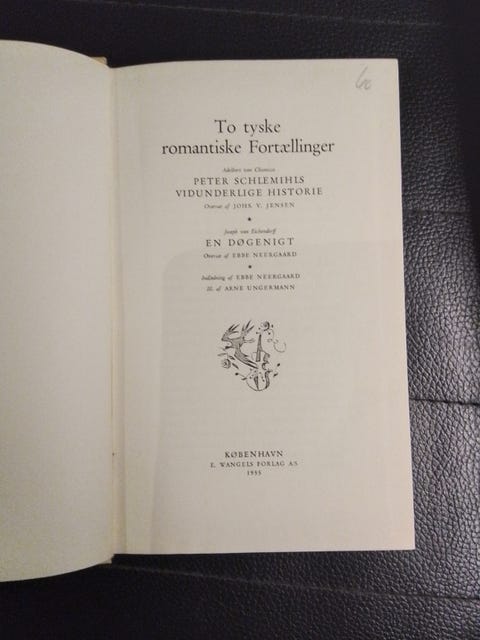 60
To tyske
romantiske Fortællinger
Adelbert von Chamisso
PETER SCHLEMIHLS
VIDUNDERLIGE HISTORIE
Oversat af JOHS. V. JENSEN
Joseph von Eichendorff
EN DØGENIGT
Oversat af EBBE NEERGAARD
Indledning af EBBE NEERGAARD
Ill. af ARNE UNGERMANN
KØBENHAVN
E. WANGELS FORLAG A·S
1955